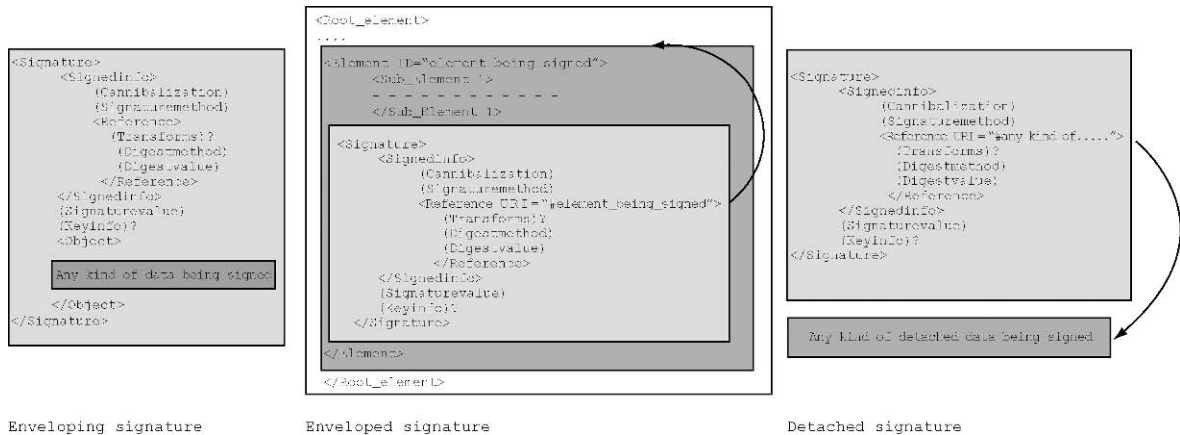 <Signature>
<Signedinfo>
(Cannibalization)
(Signaturemethod)
<Reference>
(Transforms)?
(Digestmethod)
(Digestvalue)
</Reference>
</Signedinfo>
(Signaturevalue)
(Keyinfo)?
<Object>
Any kind of data being signed
</Object>
</Signature>
Enveloping signature
<Root_element>
....
<Element ID="element being signed">
<Sub_Element 1>
- - - - - - - - - - - -
</Sub_Element 1>
<Signature>
<Signedinfo>
(Cannibalization)
(Signaturemethod)
<Reference URI="#element_being_signed">
(Transforms)?
(Digestmethod)
(Digestvalue)
</Reference>
</Signedinfo>
(Signaturevalue)
(Keyinfo)?
</Signature>
</Element>
</Root_element>
Enveloped signature
<Signature>
<Signedinfo>
(Cannibalization)
(Signaturemethod)
<Reference URI="#any kind of.....">
(Transforms)?
(Digestmethod)
(Digestvalue)
</Reference>
</Signedinfo>
(Signaturevalue)
(Keyinfo)?
</Signature>
Any kind of detached data being signed
Detached signature